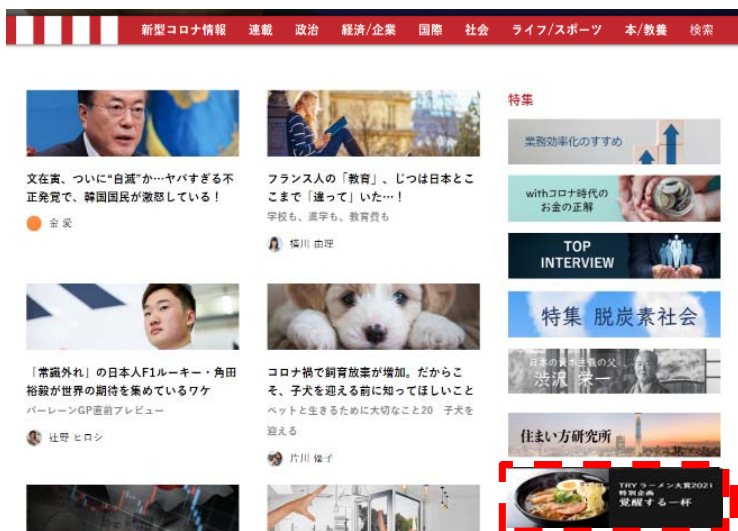 新型コロナ情報 連載 政治 経済/企業 国際 社会 ライフ/スポーツ 本/教養 検索
文在寅、ついに“自滅”か…ヤバすぎる不
正発覚で、韓国国民が激怒している！
金 愛
フランス人の「教育」、じつは日本とこ
こまで「違って」いた…！
学校も、進学も、教育費も
横川 由理
「常識外れ」の日本人F1ルーキー・角田
裕毅が世界の期待を集めているワケ
バーレーンGP直前プレビュー
辻野 ヒロシ
コロナ禍で飼育放棄が増加。だからこ
そ、子犬を迎える前に知ってほしいこと
ペットと生きるために大切なこと20 子犬を
迎える
片川 優子
特集
業務効率化のすすめ
withコロナ時代の
お金の正解
TOP
INTERVIEW
特集 脱炭素社会
日本の資本主義の父
渋沢 栄一
住まい方研究所
TRY ラーメン大賞2021
特別企画
覚醒する一杯